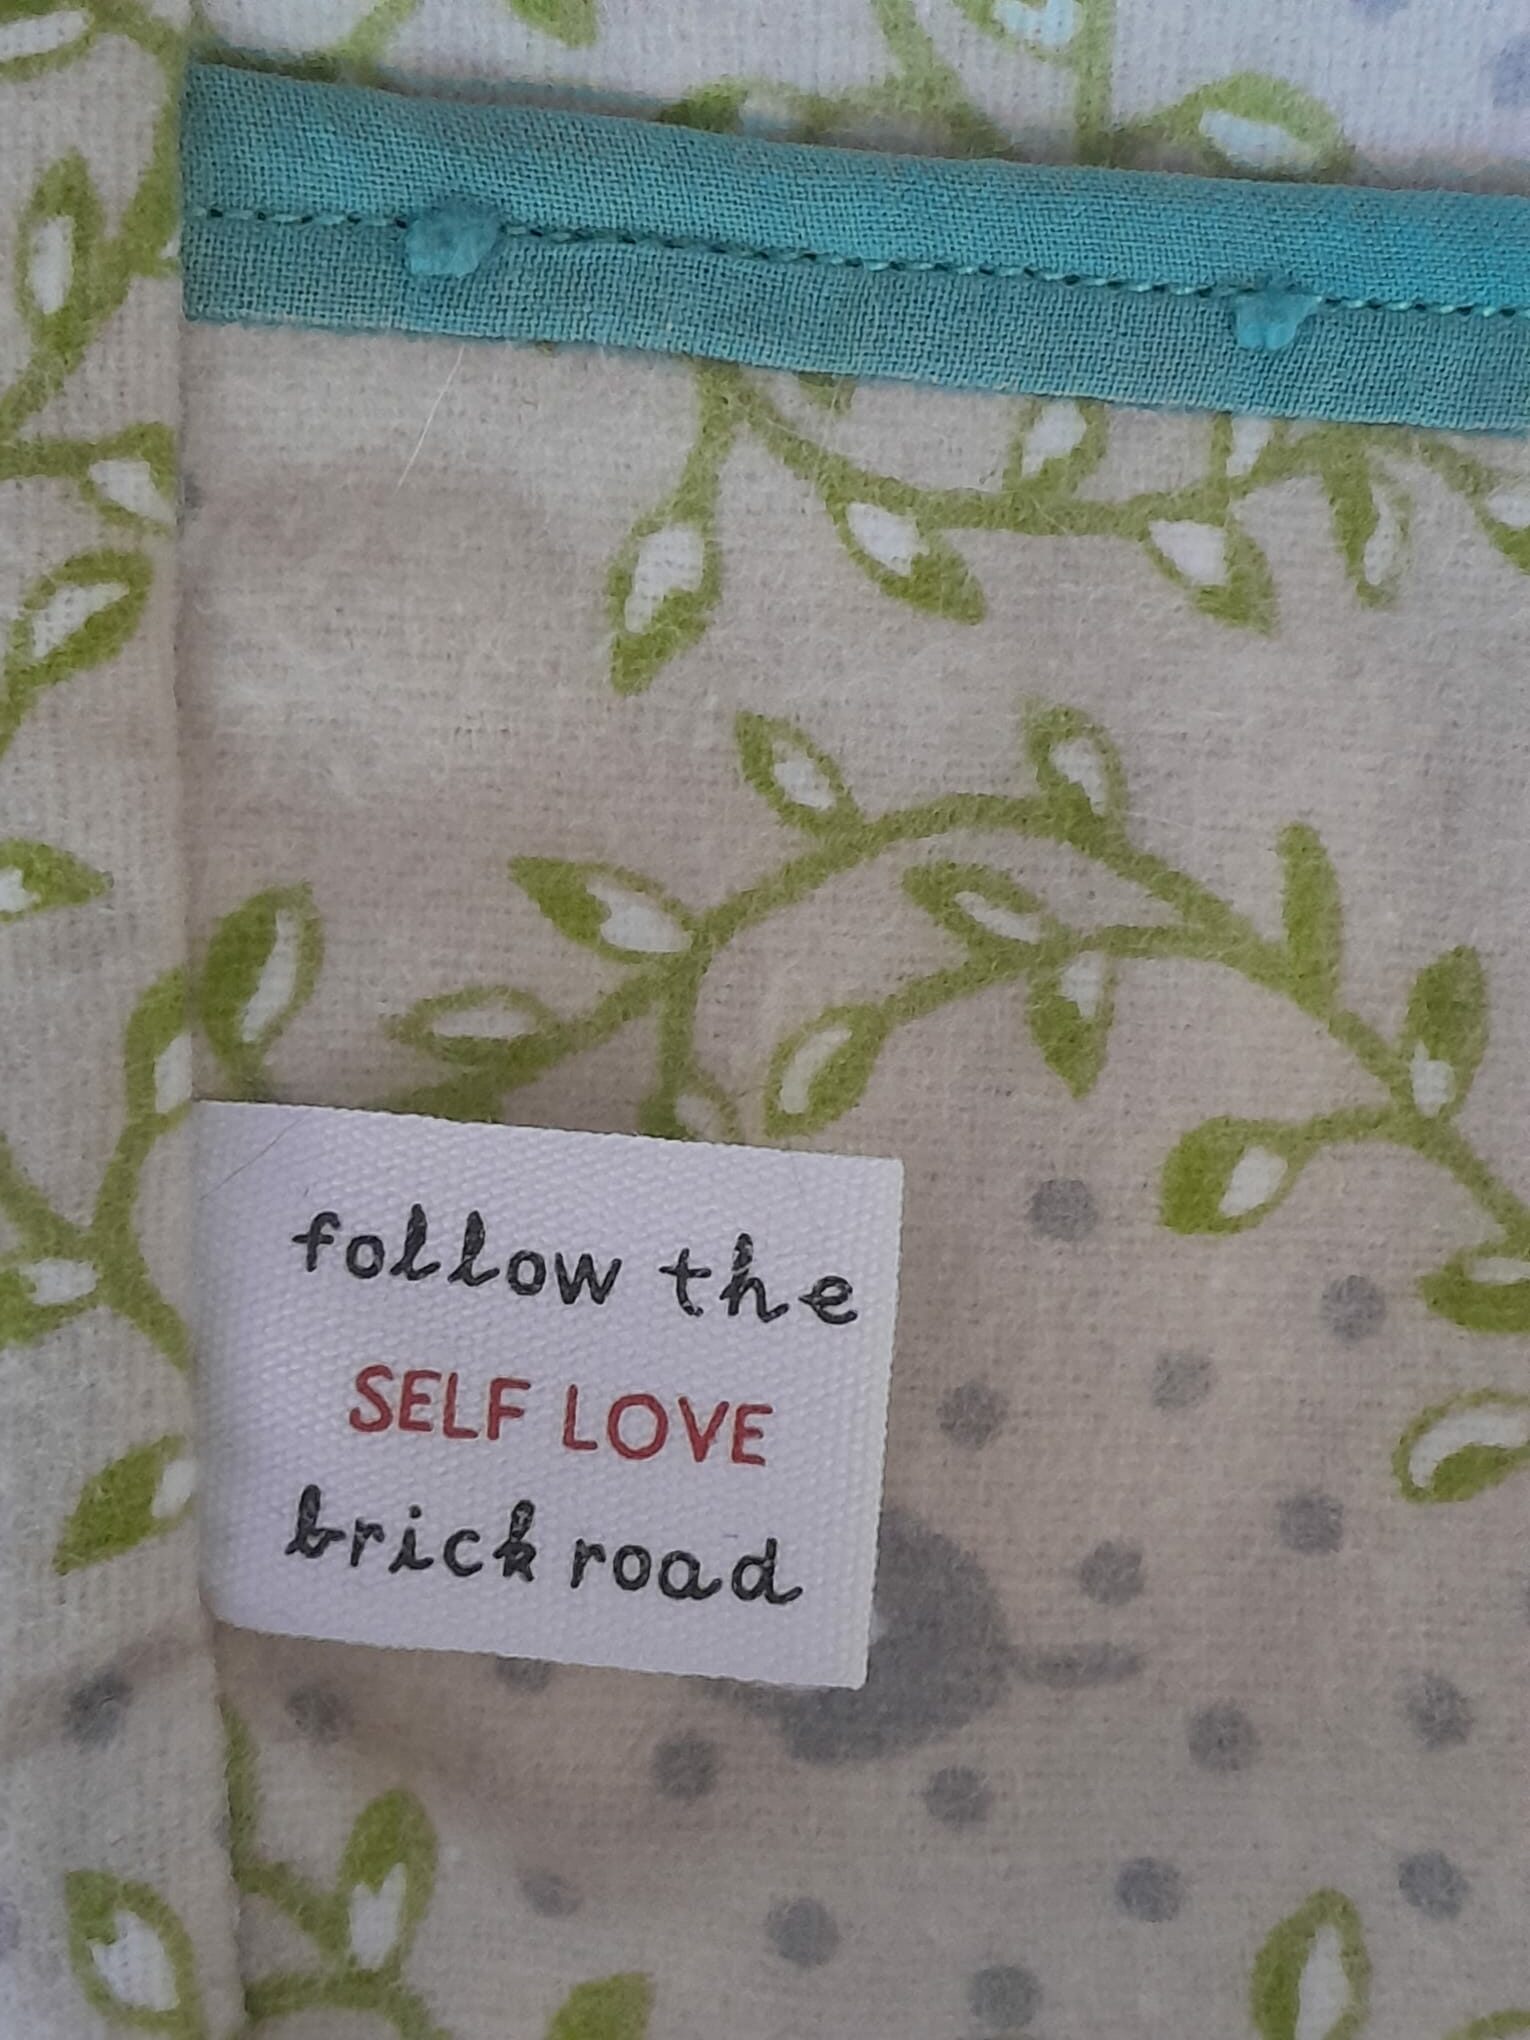 follow the
SELF LOVE
brick road